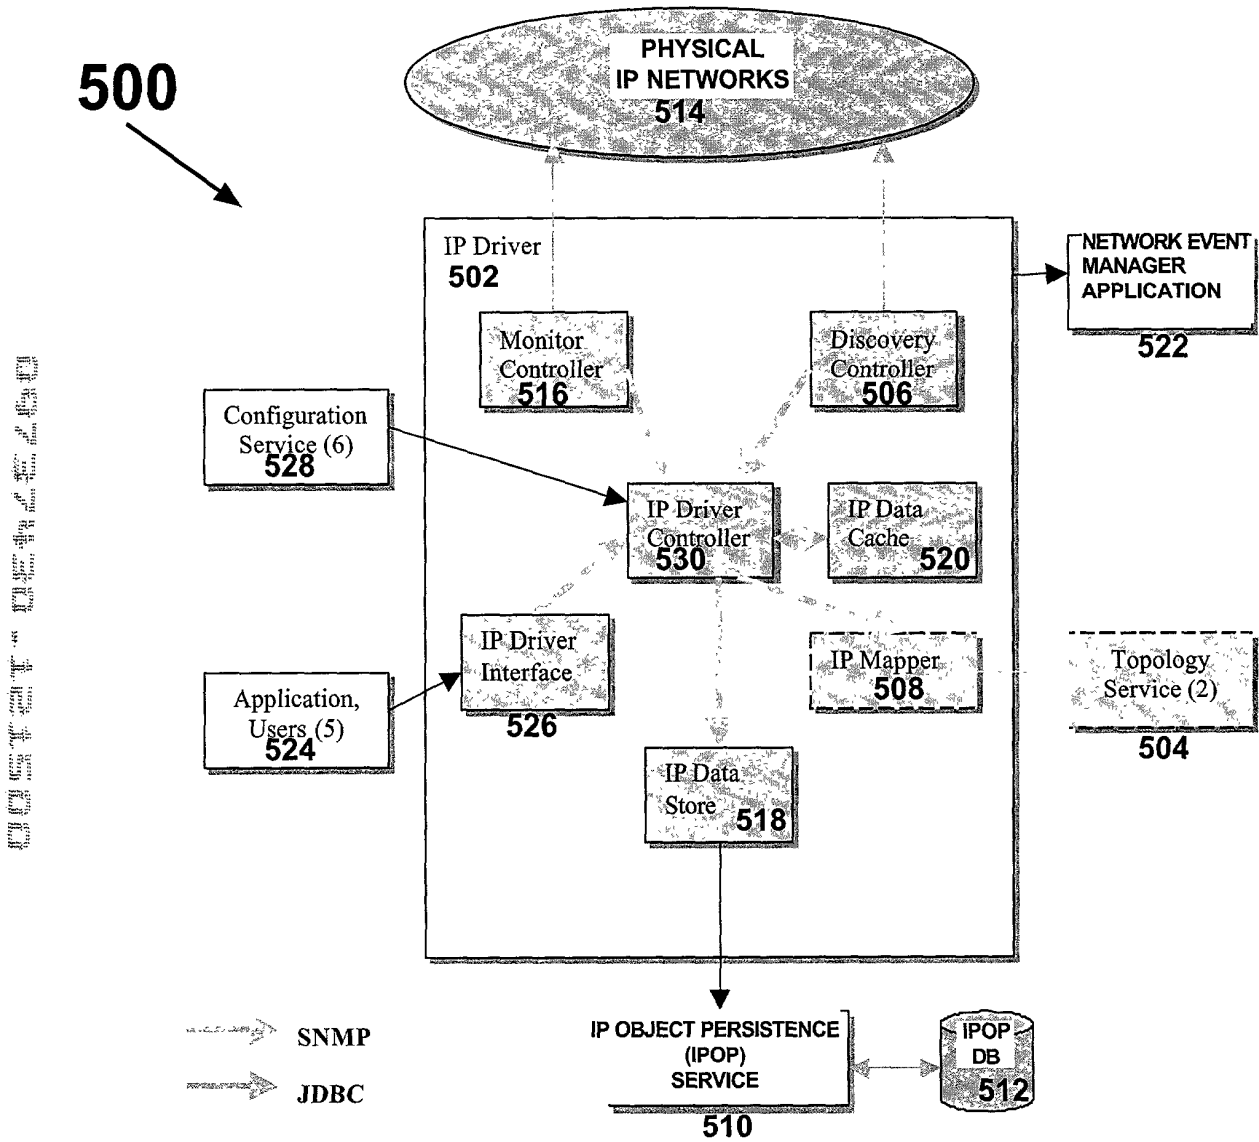 PHYSICAL
IP NETWORKS
514
500
IP Driver
502
NETWORK EVENT
MANAGER
APPLICATION
522
Monitor
Controller
516
Discovery
Controller
506
Configuration
Service (6)
528
IP Driver
Controller
530
IP Data
Cache
520
IP Driver
Interface
526
IP Mapper
508
Topology
Service (2)
504
Application,
Users (5)
524
IP Data
Store
518
IP OBJECT PERSISTENCE
(IPOP)
SERVICE
510
IPOP
DB
512
SNMP
JDBC